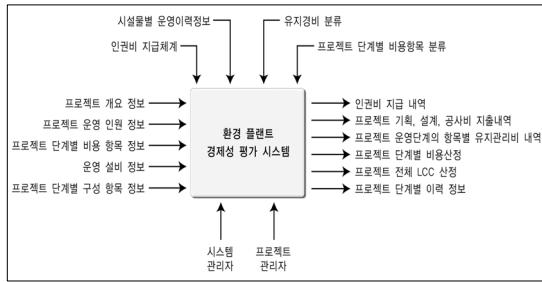 시설물별 운영이력정보
유지경비 분류
인권비 지급체계
프로젝트 단계별 비용항목 분류
프로젝트 개요 정보
프로젝트 운영 인원 정보
프로젝트 단계별 비용 항목 정보
운영 설비 정보
프로젝트 단계별 구성 항목 정보
환경 플랜트
경제성 평가 시스템
인권비 지급 내역
프로젝트 기획, 설계, 공사비 지출내역
프로젝트 운영단계의 항목별 유지관리비 내역
프로젝트 단계별 비용산정
프로젝트 전체 LCC 산정
프로젝트 단계별 이력 정보
시스템
관리자
프로젝트
관리자